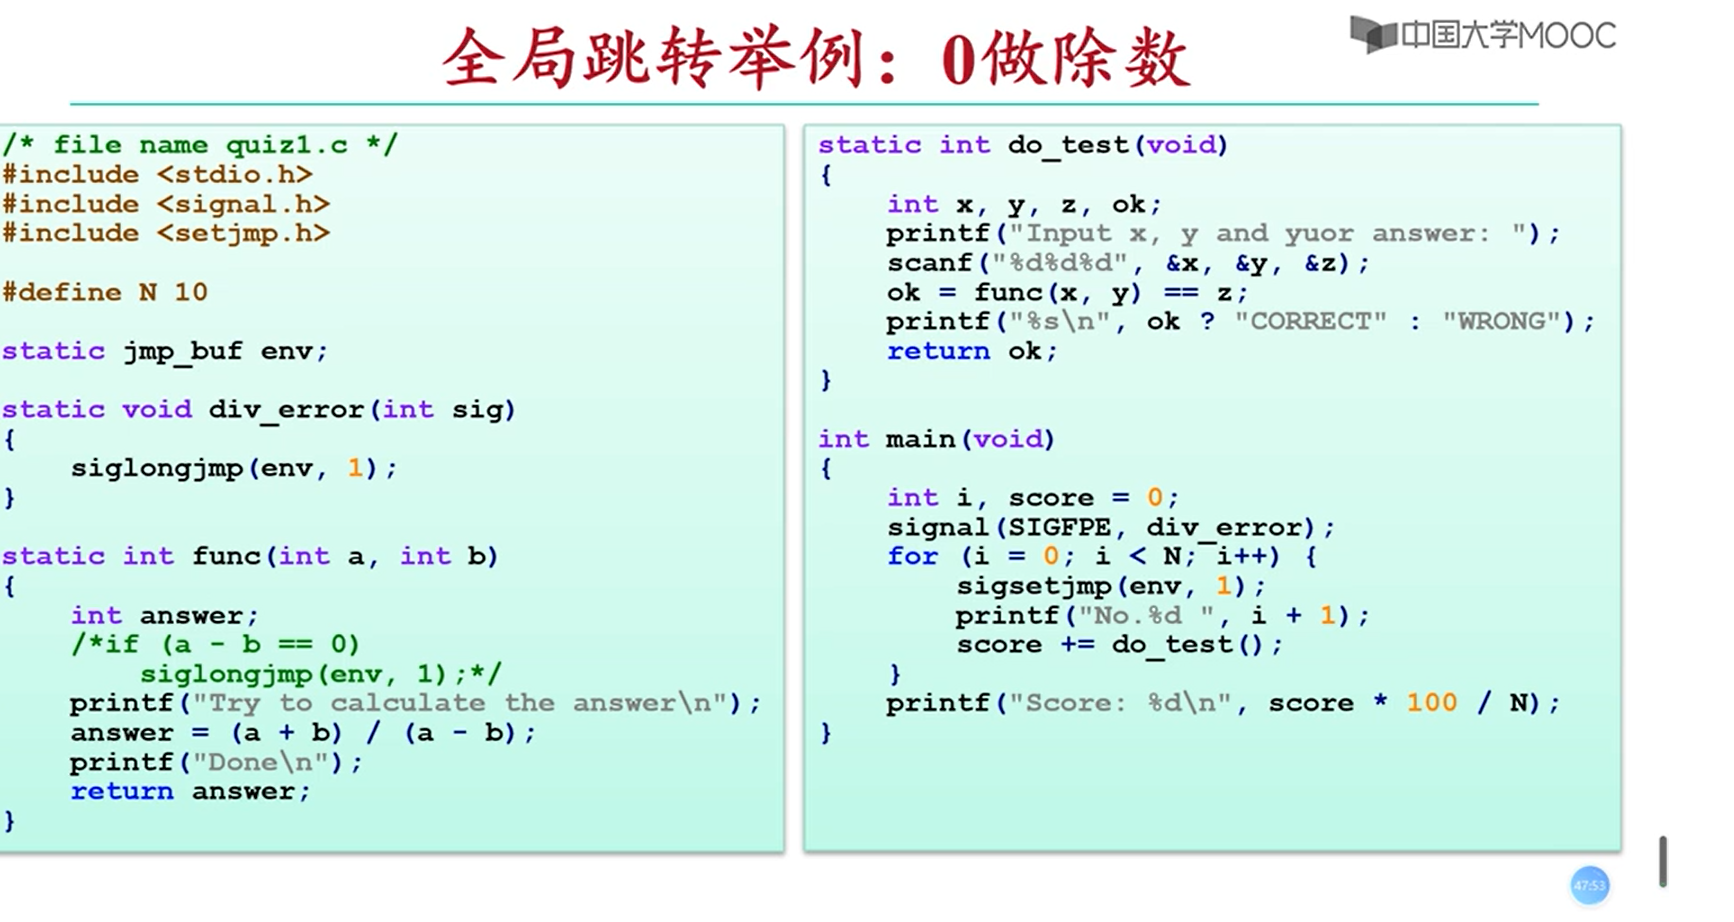 全局跳转举例：0做除数
中国大学MOOC
/* file name quiz1.c */
#include <stdio.h>
#include <signal.h>
#include <setjmp.h>
#define N 10
static jmp_buf env;
static void div_error(int sig)
{
    siglongjmp(env, 1);
}
static int func(int a, int b)
{
    int answer;
    /*if (a - b == 0)
        siglongjmp(env, 1);*/
    printf("Try to calculate the answer\n");
    answer = (a + b) / (a - b);
    printf("Done\n");
    return answer;
}
static int do_test(void)
{
    int x, y, z, ok;
    printf("Input x, y and yuor answer: ");
    scanf("%d%d%d", &x, &y, &z);
    ok = func(x, y) == z;
    printf("%s\n", ok ? "CORRECT" : "WRONG");
    return ok;
}
int main(void)
{
    int i, score = 0;
    signal(SIGFPE, div_error);
    for (i = 0; i < N; i++) {
        sigsetjmp(env, 1);
        printf("No.%d ", i + 1);
        score += do_test();
    }
    printf("Score: %d\n", score * 100 / N);
}
47:53